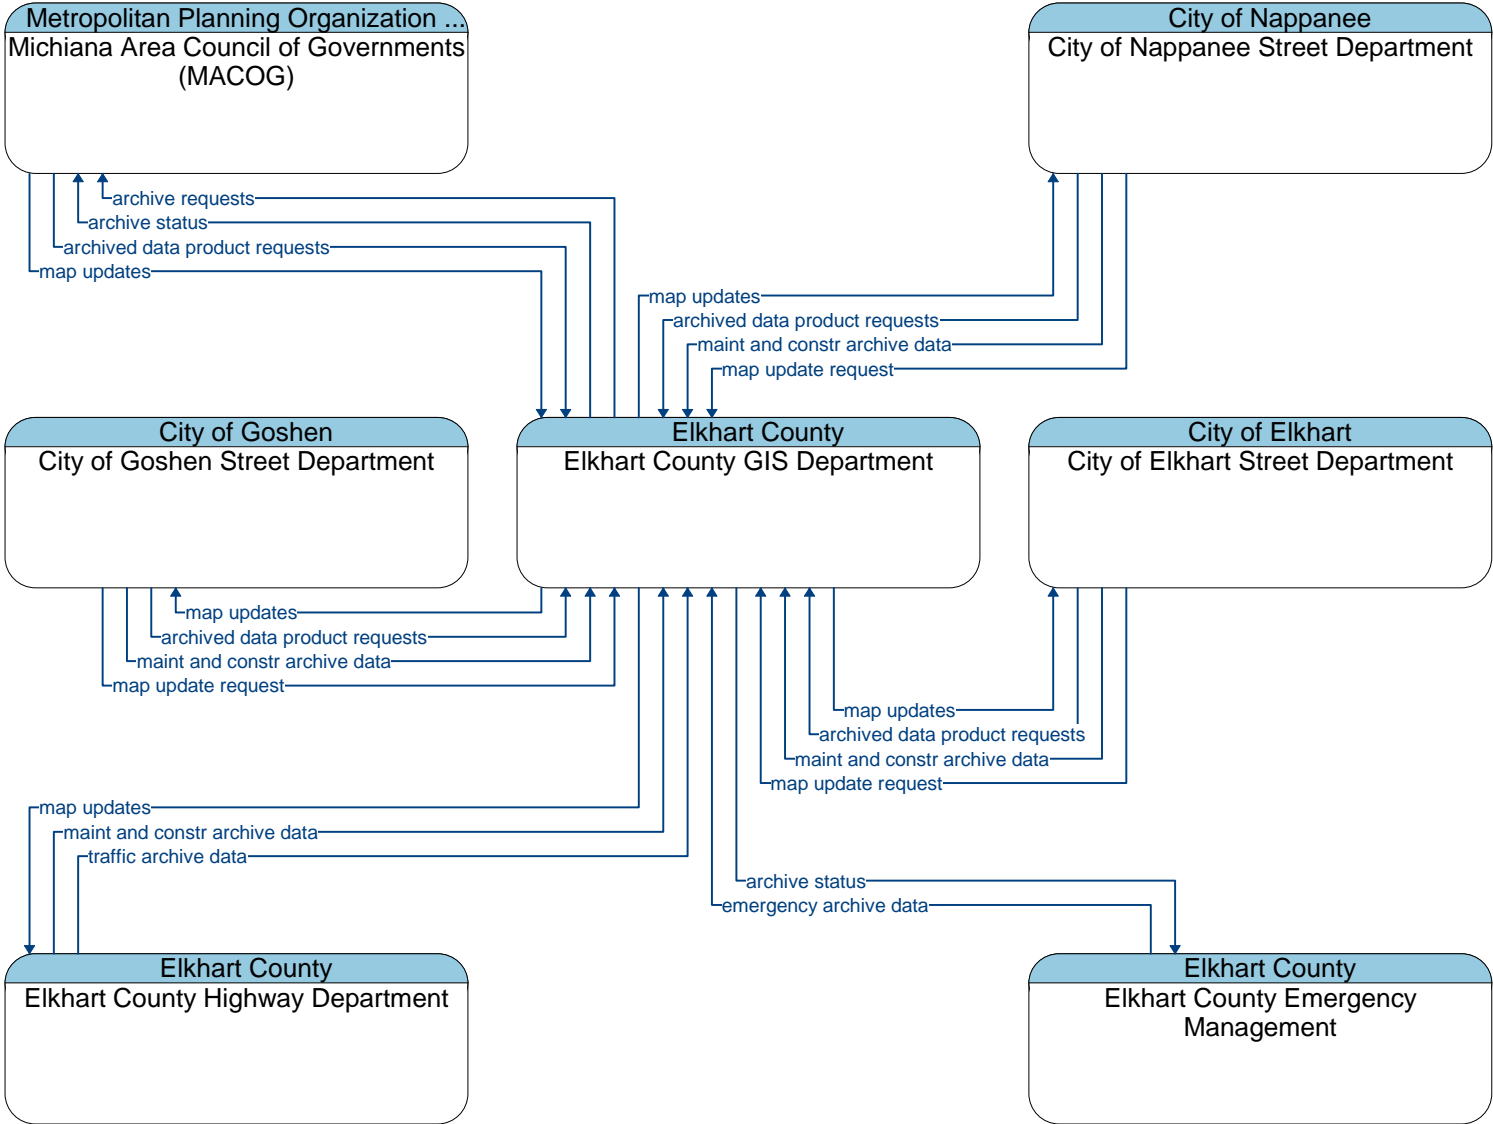 Metropolitan Planning Organization ...
Michiana Area Council of Governments
(MACOG)
City of Nappanee
City of Nappanee Street Department
archive requests
archive status
archived data product requests
map updates
map updates
archived data product requests
maint and constr archive data
map update request
City of Goshen
City of Goshen Street Department
Elkhart County
Elkhart County GIS Department
City of Elkhart
City of Elkhart Street Department
map updates
archived data product requests
maint and constr archive data
map update request
map updates
archived data product requests
maint and constr archive data
map update request
map updates
maint and constr archive data
traffic archive data
archive status
emergency archive data
Elkhart County
Elkhart County Highway Department
Elkhart County
Elkhart County Emergency
Management